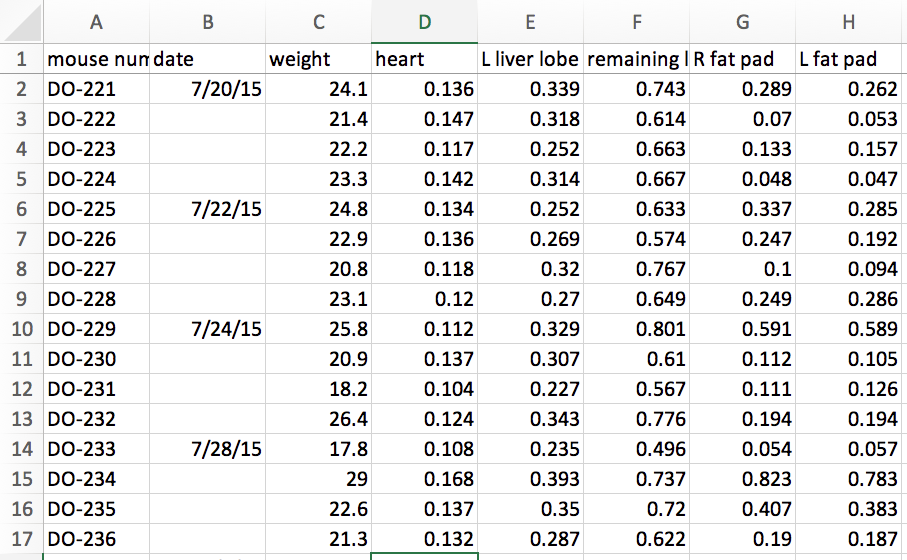 A B C D E F G H
1 mouse num date weight heart L liver lobe remaining l R fat pad L fat pad
2 DO-221 7/20/15 24.1 0.136 0.339 0.743 0.289 0.262
3 DO-222 21.4 0.147 0.318 0.614 0.07 0.053
4 DO-223 22.2 0.117 0.252 0.663 0.133 0.157
5 DO-224 23.3 0.142 0.314 0.667 0.048 0.047
6 DO-225 7/22/15 24.8 0.134 0.252 0.633 0.337 0.285
7 DO-226 22.9 0.136 0.269 0.574 0.247 0.192
8 DO-227 20.8 0.118 0.32 0.767 0.1 0.094
9 DO-228 23.1 0.12 0.27 0.649 0.249 0.286
10 DO-229 7/24/15 25.8 0.112 0.329 0.801 0.591 0.589
11 DO-230 20.9 0.137 0.307 0.61 0.112 0.105
12 DO-231 18.2 0.104 0.227 0.567 0.111 0.126
13 DO-232 26.4 0.124 0.343 0.776 0.194 0.194
14 DO-233 7/28/15 17.8 0.108 0.235 0.496 0.054 0.057
15 DO-234 29 0.168 0.393 0.737 0.823 0.783
16 DO-235 22.6 0.137 0.35 0.72 0.407 0.383
17 DO-236 21.3 0.132 0.287 0.622 0.19 0.187